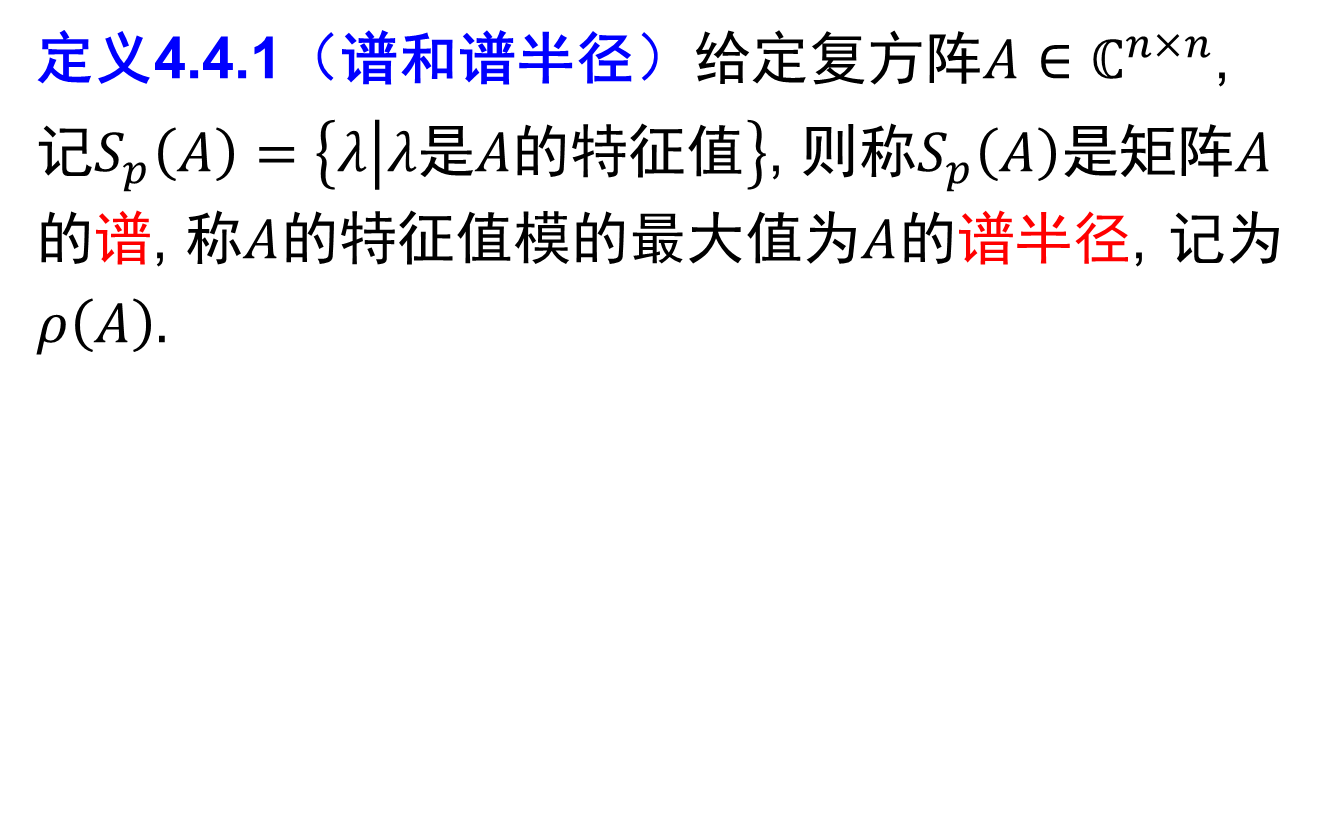 定义4.4.1（谱和谱半径）给定复方阵𝐴 ∈ ℂⁿˣⁿ,
记𝑆ₚ(𝐴) = {𝜆|𝜆是𝐴的特征值}, 则称𝑆ₚ(𝐴)是矩阵𝐴
的谱, 称𝐴的特征值模的最大值为𝐴的谱半径, 记为
𝜌(𝐴).